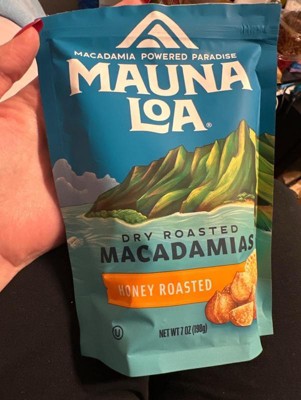 MACADAMIA POWERED PARADISE
MAUNA
LOA®
DRY ROASTED
MACADAMIAS
HONEY ROASTED
U
NET WT 7 OZ (198g)